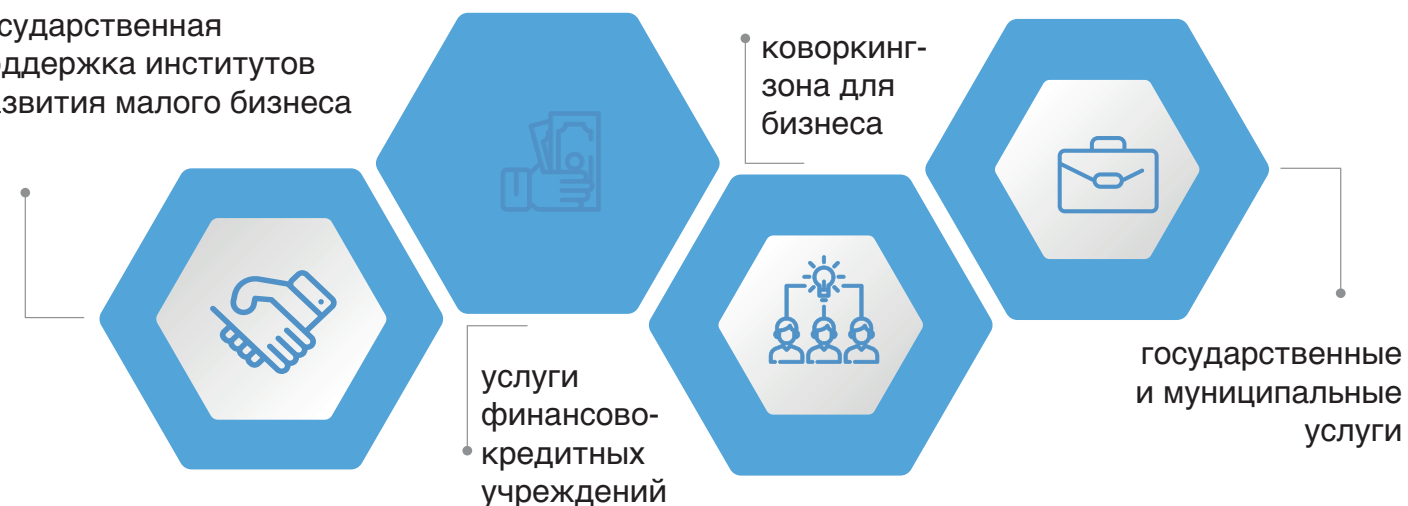 сударственная
ддержка институтов
звития малого бизнеса
коворкинг-
зона для
бизнеса
услуги
финансово-
кредитных
учреждений
государственные
и муниципальные
услуги